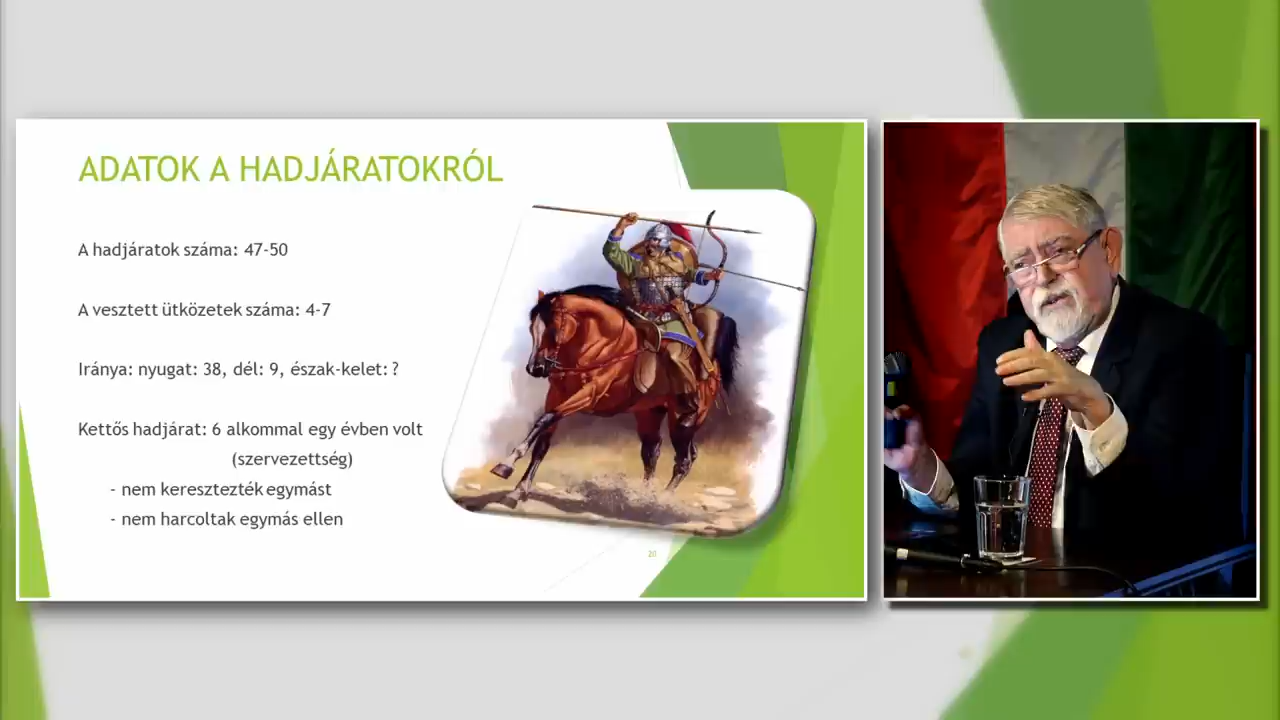 ADATOK A HADJÁRATOKRÓL
A hadjáratok száma: 47-50
A vesztett ütközetek száma: 4-7
Iránya: nyugat: 38, dél: 9, észak-kelet: ?
Kettős hadjárat: 6 alkommal egy évben volt
(szervezettség)
- nem keresztezték egymást
- nem harcoltak egymás ellen
20